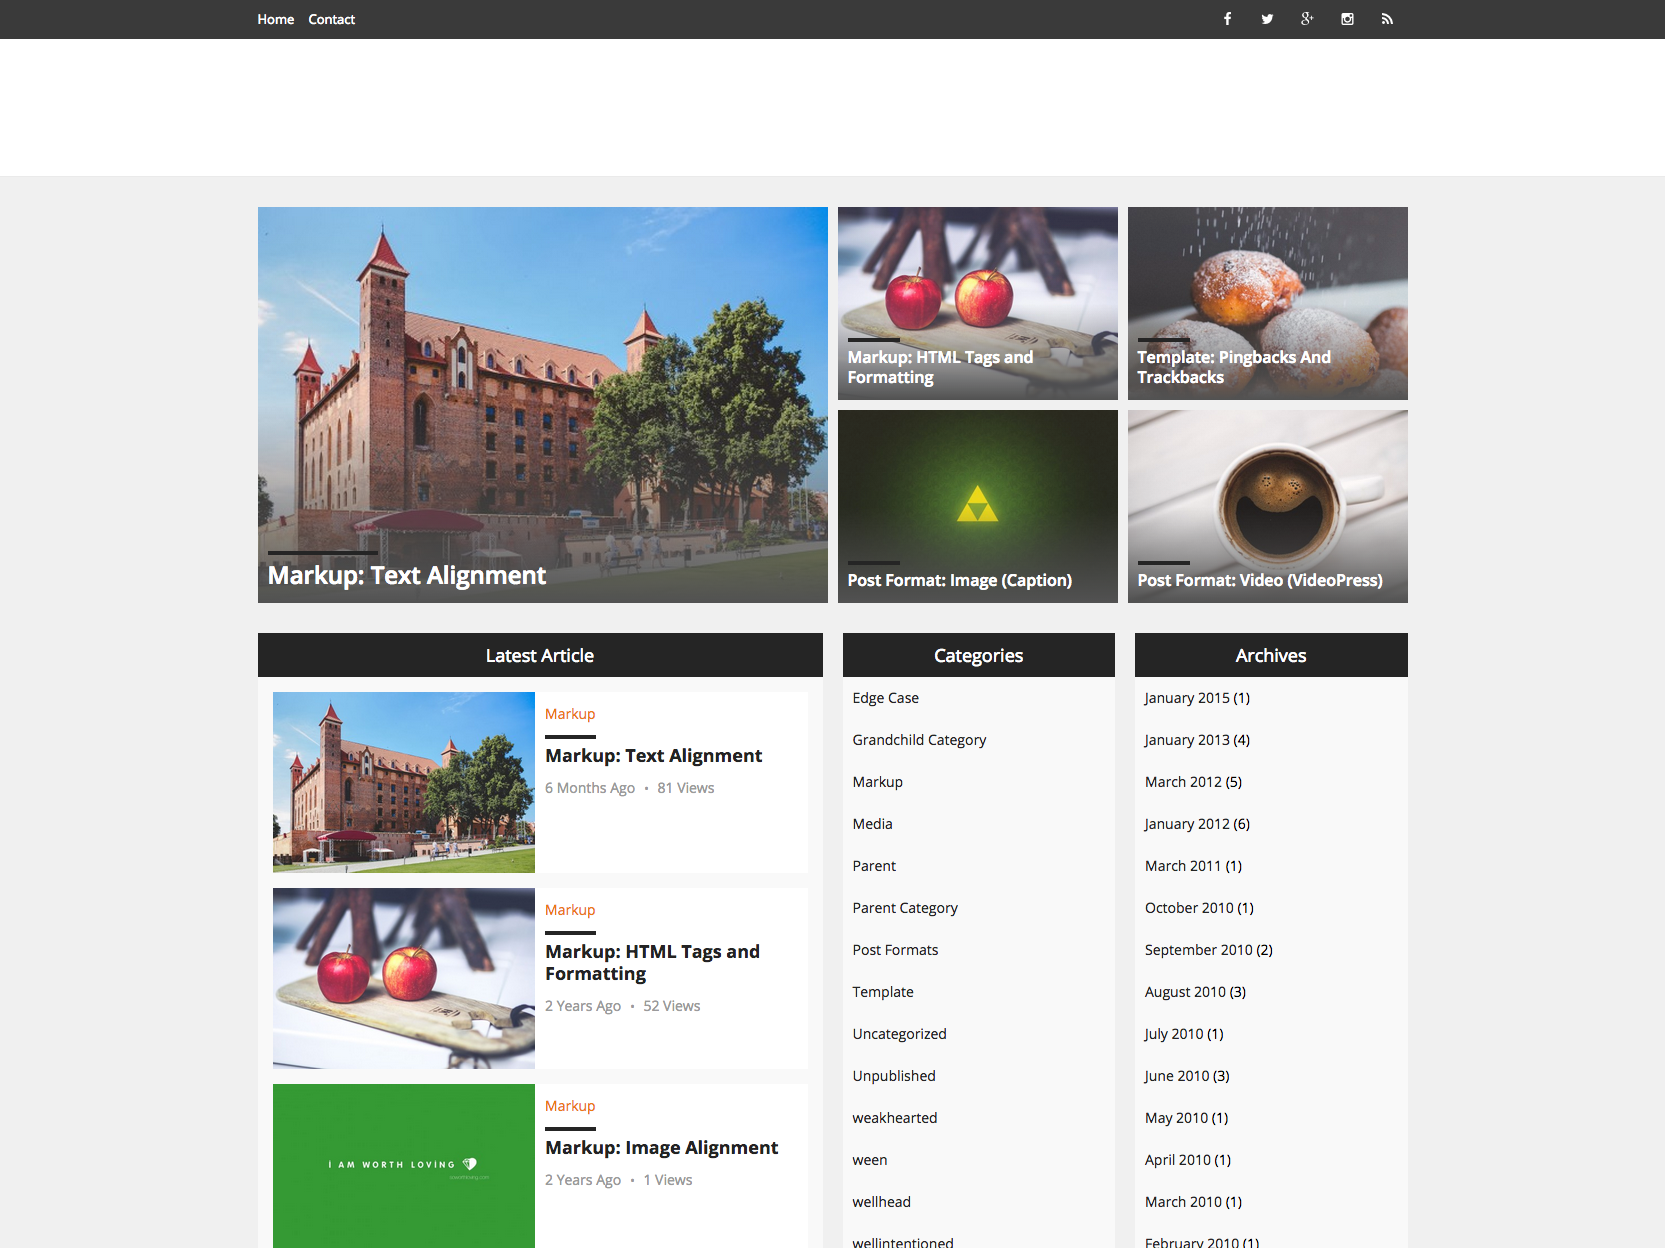 Home Contact
Markup: Text Alignment
Markup: HTML Tags and
Formatting
Template: Pingbacks And
Trackbacks
Post Format: Image (Caption)
Post Format: Video (VideoPress)
Latest Article
Markup
Markup: Text Alignment
6 Months Ago • 81 Views
Markup
Markup: HTML Tags and
Formatting
2 Years Ago • 52 Views
I AM WORTH LOVING
Markup
Markup: Image Alignment
2 Years Ago • 1 Views
Categories
Edge Case
Grandchild Category
Markup
Media
Parent
Parent Category
Post Formats
Template
Uncategorized
Unpublished
weakhearted
ween
wellhead
wellintentioned
Archives
January 2015 (1)
January 2013 (4)
March 2012 (5)
January 2012 (6)
March 2011 (1)
October 2010 (1)
September 2010 (2)
August 2010 (3)
July 2010 (1)
June 2010 (3)
May 2010 (1)
April 2010 (1)
March 2010 (1)
February 2010 (1)